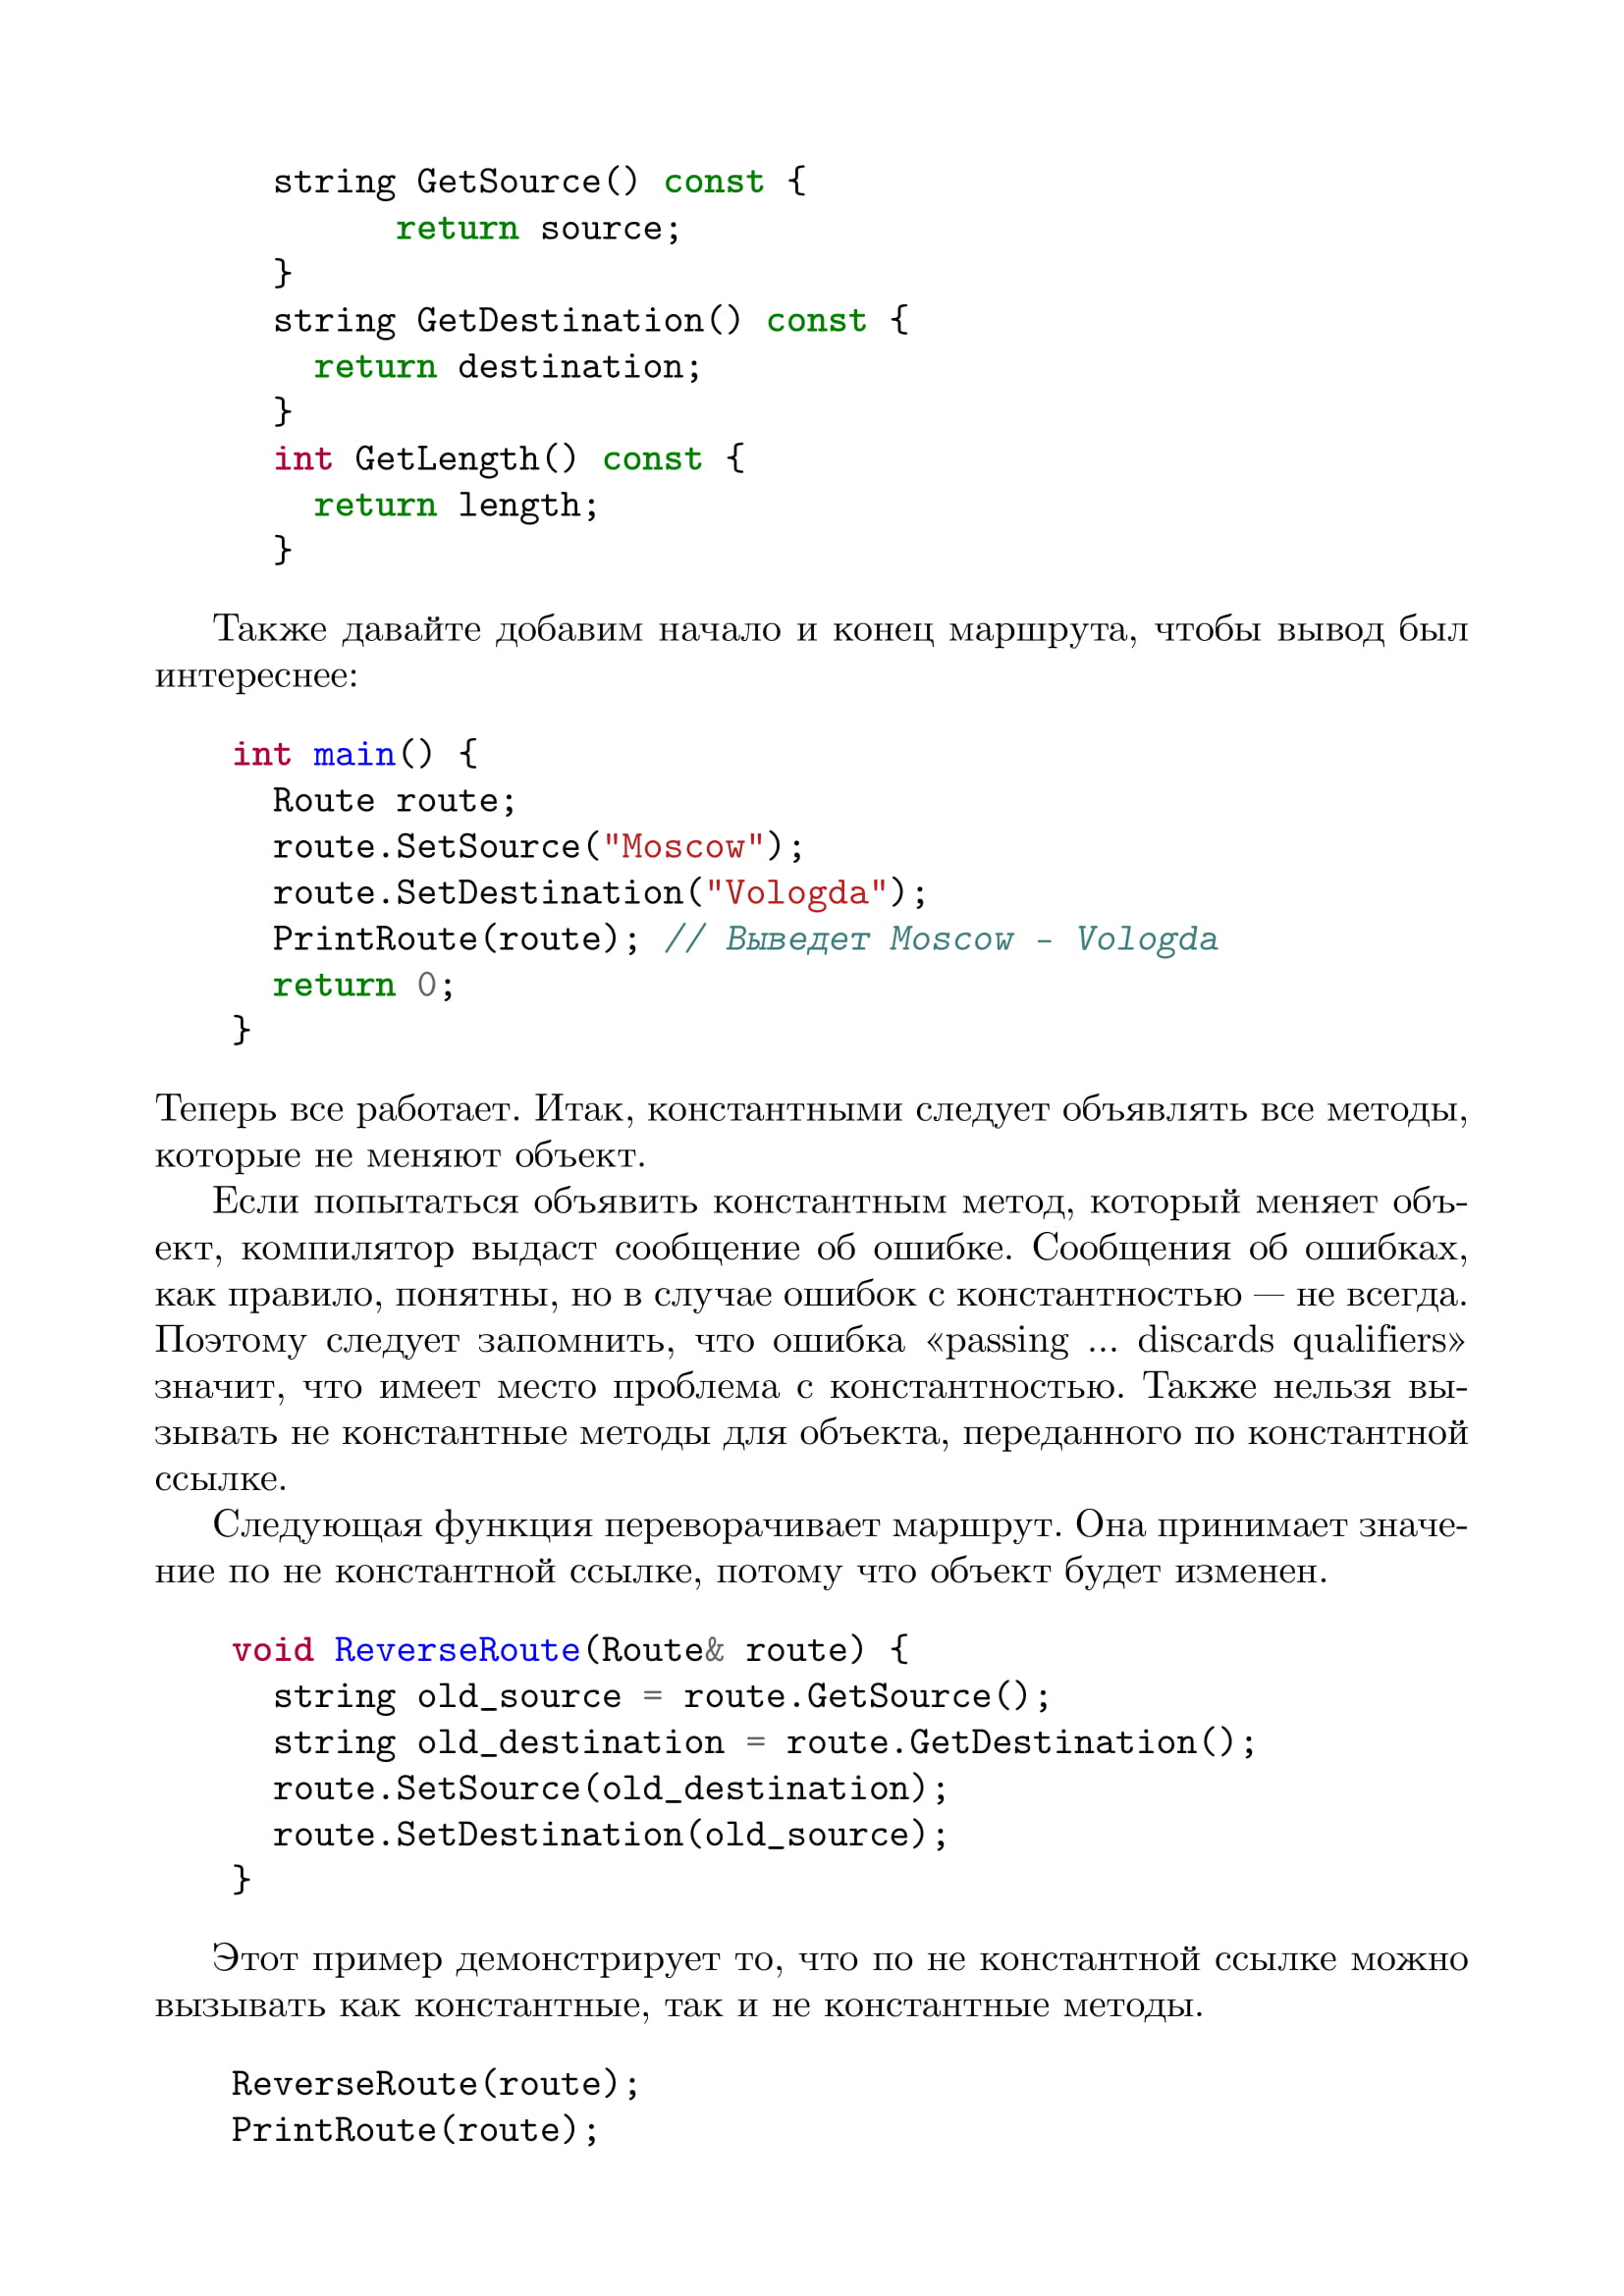 string GetSource() const {
return source;
}
string GetDestination() const {
return destination;
}
int GetLength() const {
return length;
}
Также давайте добавим начало и конец маршрута, чтобы вывод был
интереснее:
int main() {
Route route;
route.SetSource("Moscow");
route.SetDestination("Vologda");
PrintRoute(route); // Выведет Moscow - Vologda
return 0;
}
Теперь все работает. Итак, константными следует объявлять все методы,
которые не меняют объект.
Если попытаться объявить константным метод, который меняет объ-
ект, компилятор выдаст сообщение об ошибке. Сообщения об ошибках,
как правило, понятны, но в случае ошибок с константностью — не всегда.
Поэтому следует запомнить, что ошибка «passing ... discards qualifiers»
значит, что имеет место проблема с константностью. Также нельзя вы-
зывать не константные методы для объекта, переданного по константной
ссылке.
Следующая функция переворачивает маршрут. Она принимает значе-
ние по не константной ссылке, потому что объект будет изменен.
void ReverseRoute(Route& route) {
string old_source = route.GetSource();
string old_destination = route.GetDestination();
route.SetSource(old_destination);
route.SetDestination(old_source);
}
Этот пример демонстрирует то, что по не константной ссылке можно
вызывать как константные, так и не константные методы.
ReverseRoute(route);
PrintRoute(route);